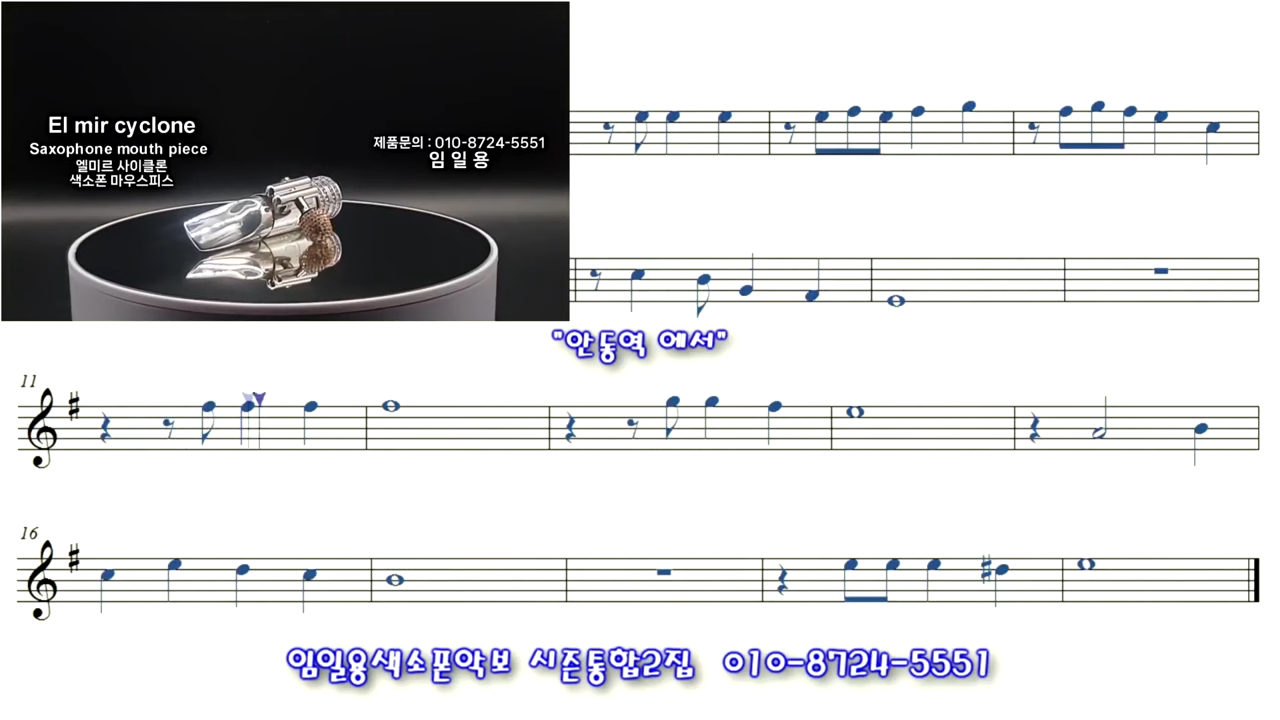 El mir cyclone
Saxophone mouth piece
엘미르 사이클론
색소폰 마우스피스
제품문의 : 010-8724-5551
임 일 용
"안동역 에서"
11
16
임일용색소폰악보 시즌통합2집 010-8724-5551